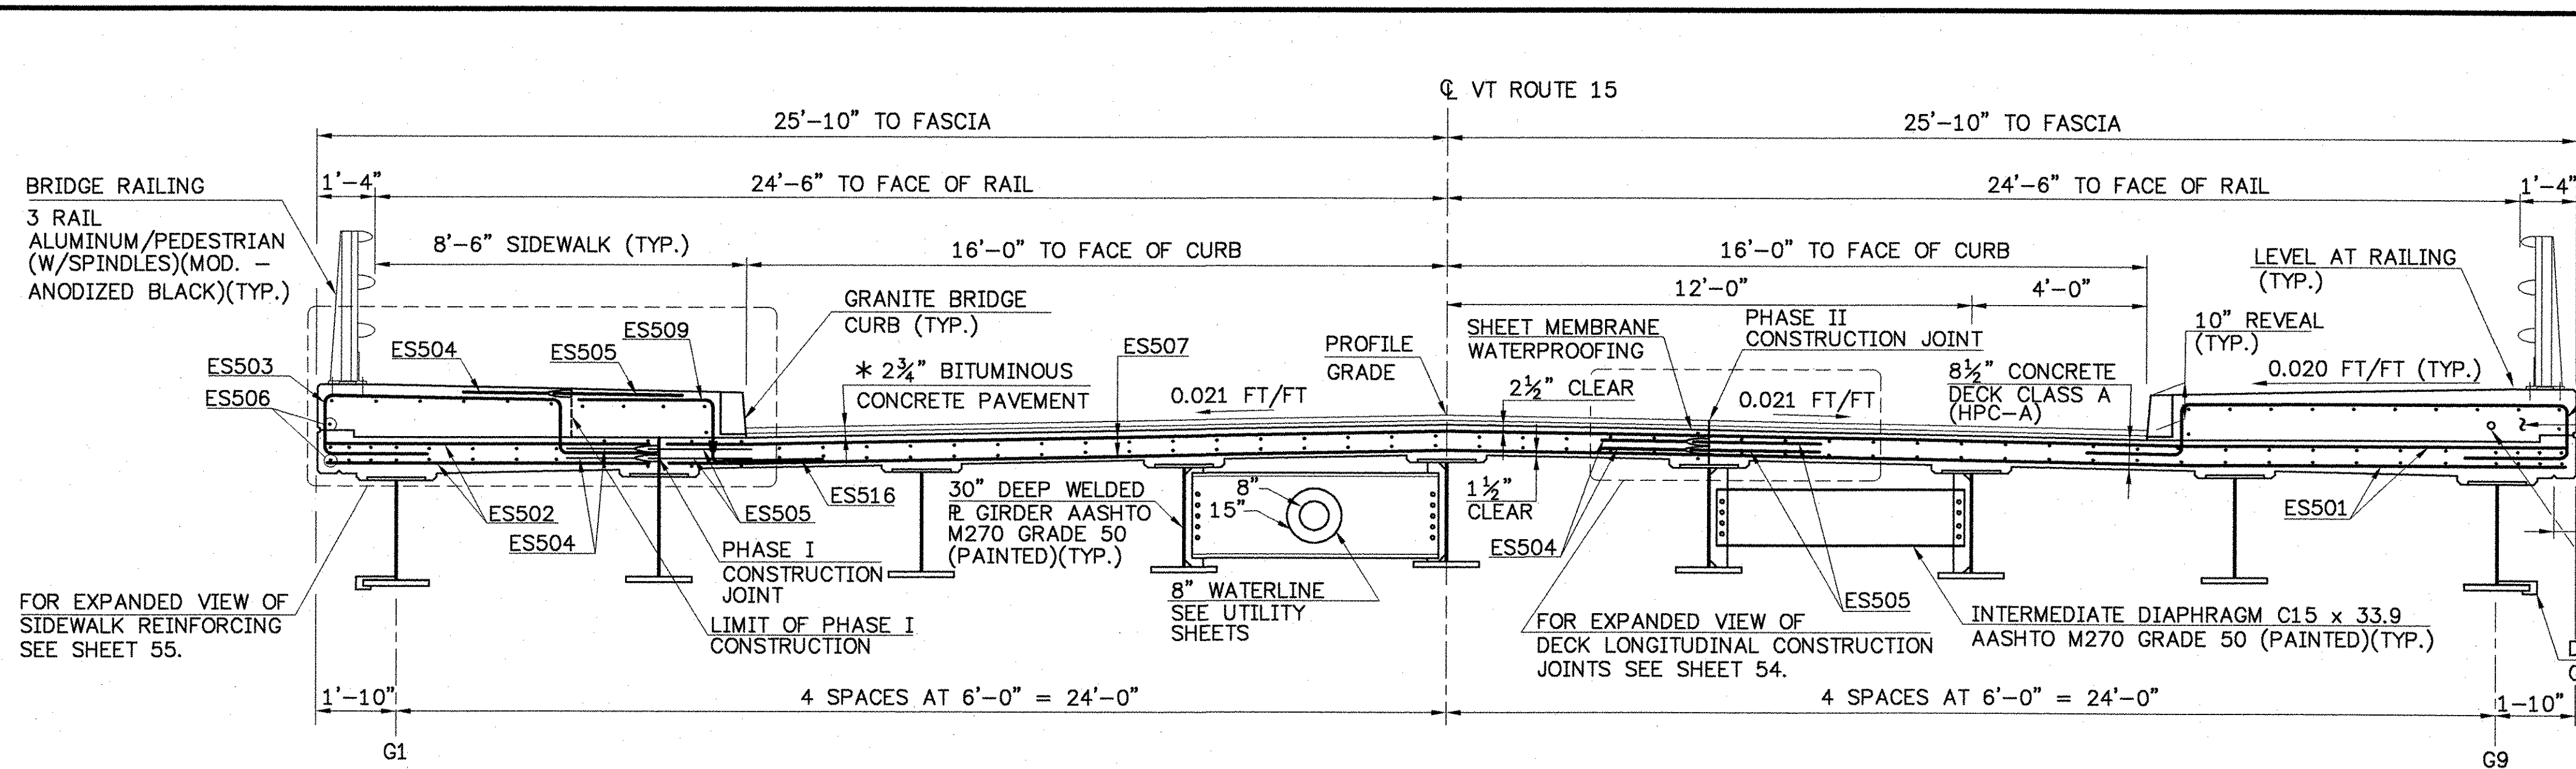 ℄ VT ROUTE 15
25'-10" TO FASCIA
25'-10" TO FASCIA
BRIDGE RAILING
3 RAIL
ALUMINUM/PEDESTRIAN
(W/SPINDLES)(MOD. -
ANODIZED BLACK)(TYP.)
1'-4"
24'-6" TO FACE OF RAIL
24'-6" TO FACE OF RAIL
1'-4"
8'-6" SIDEWALK (TYP.)
16'-0" TO FACE OF CURB
16'-0" TO FACE OF CURB
12'-0"
4'-0"
LEVEL AT RAILING
(TYP.)
GRANITE BRIDGE
CURB (TYP.)
ES503
ES506
ES504
ES505
ES509
* 2¾" BITUMINOUS
CONCRETE PAVEMENT
ES507
0.021 FT/FT
PROFILE
GRADE
SHEET MEMBRANE
WATERPROOFING
2½" CLEAR
PHASE II
CONSTRUCTION JOINT
0.021 FT/FT
8½" CONCRETE
DECK CLASS A
(HPC-A)
10" REVEAL
(TYP.)
0.020 FT/FT (TYP.)
ES502
ES504
ES505
ES516
30" DEEP WELDED
℄ GIRDER AASHTO
M270 GRADE 50
(PAINTED)(TYP.)
8"
15"
1½"
CLEAR
ES504
ES505
ES501
PHASE I
CONSTRUCTION
JOINT
LIMIT OF PHASE I
CONSTRUCTION
8" WATERLINE
SEE UTILITY
SHEETS
FOR EXPANDED VIEW OF
SIDEWALK REINFORCING
SEE SHEET 55.
FOR EXPANDED VIEW OF
DECK LONGITUDINAL CONSTRUCTION
JOINTS SEE SHEET 54.
INTERMEDIATE DIAPHRAGM C15 x 33.9
AASHTO M270 GRADE 50 (PAINTED)(TYP.)
1'-10"
4 SPACES AT 6'-0" = 24'-0"
4 SPACES AT 6'-0" = 24'-0"
1-10"
G1
G9